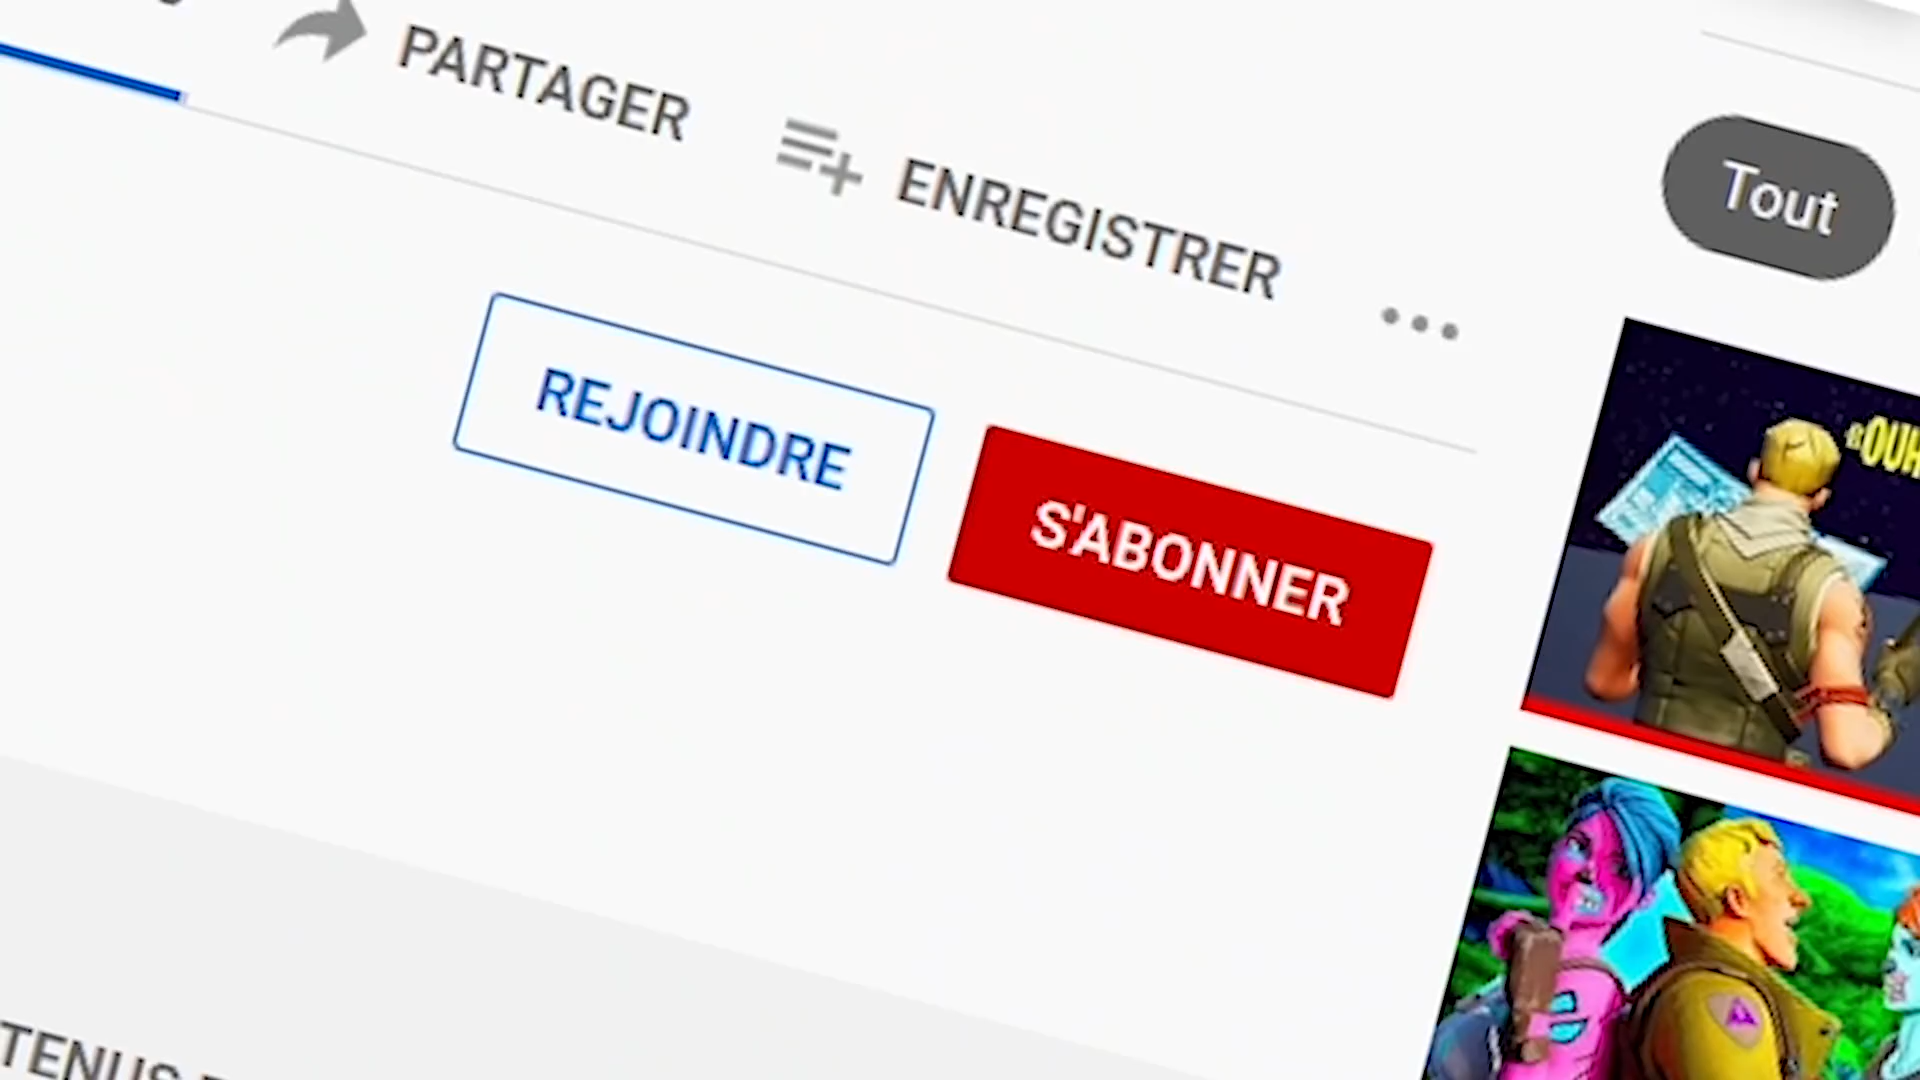 PARTAGER
ENREGISTRER
Tout
REJOINDRE
S'ABONNER